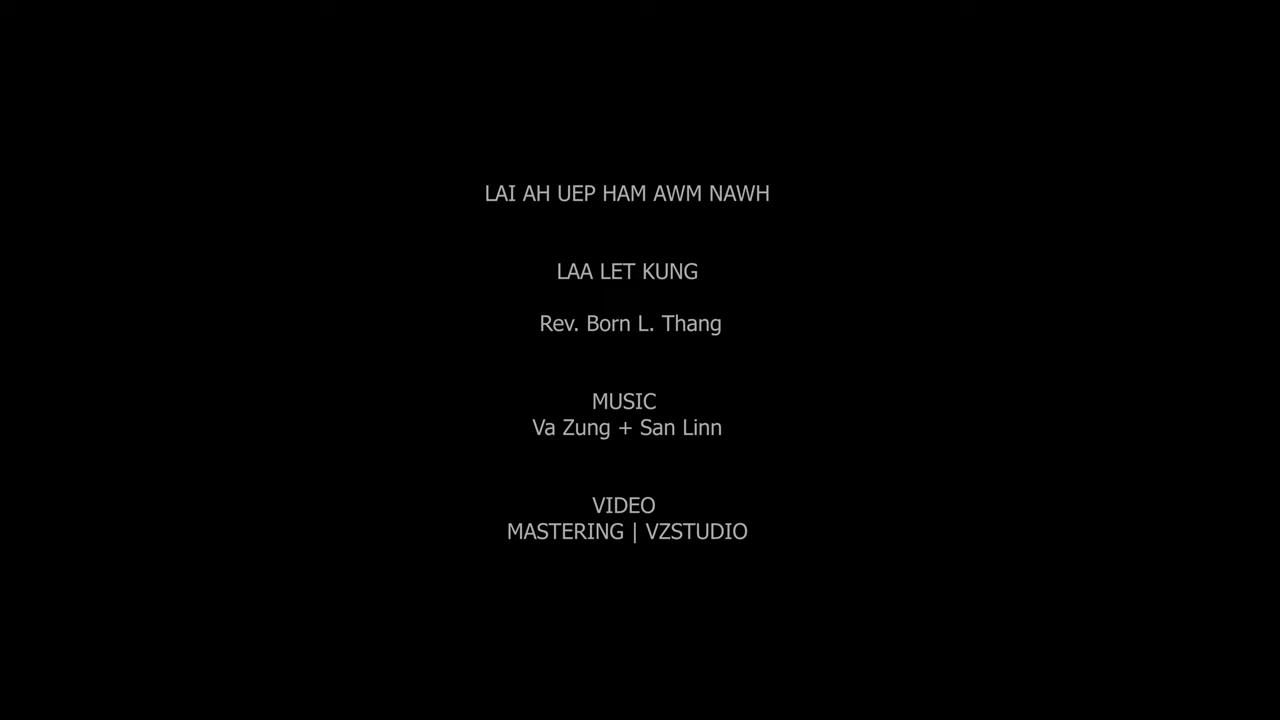 LAI AH UEP HAM AWM NAWH
LAA LET KUNG
Rev. Born L. Thang
MUSIC
Va Zung + San Linn
VIDEO
MASTERING | VZSTUDIO